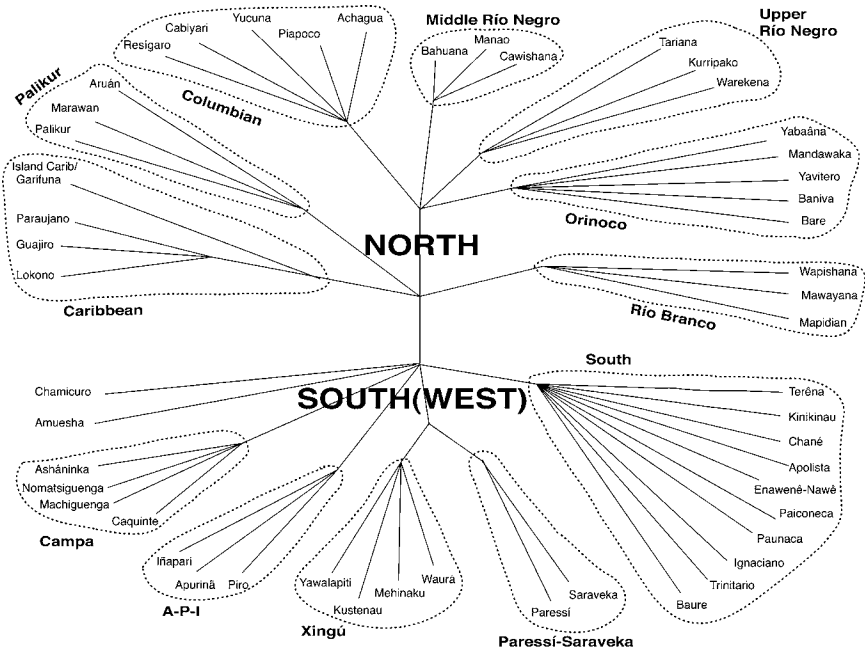 Resígaro
Cabiyari
Yucuna
Piapoco
Achagua
Columbian
Middle Río Negro
Bahuana
Manao
Cawishana
Upper
Río Negro
Tariana
Kurripako
Warekena
Palikur
Aruán
Marawan
Palikur
Yabaâna
Mandawaka
Yavitero
Baniva
Bare
Orinoco
Island Carib/
Garifuna
Paraujano
Guajiro
Lokono
Caribbean
NORTH
Wapishana
Mawayana
Mapidian
Río Branco
SOUTH(WEST)
South
Terêna
Kinikinau
Chané
Apolista
Enawenê-Nawê
Paiconeca
Paunaca
Ignaciano
Trinitario
Baure
Chamicuro
Amuesha
Asháninka
Nomatsiguenga
Machiguenga
Caquinte
Campa
Iñapari
Apurinã
Piro
A-P-I
Yawalapiti
Kustenau
Mehinaku
Waurá
Xingú
Saraveka
Paressí
Paressí-Saraveka